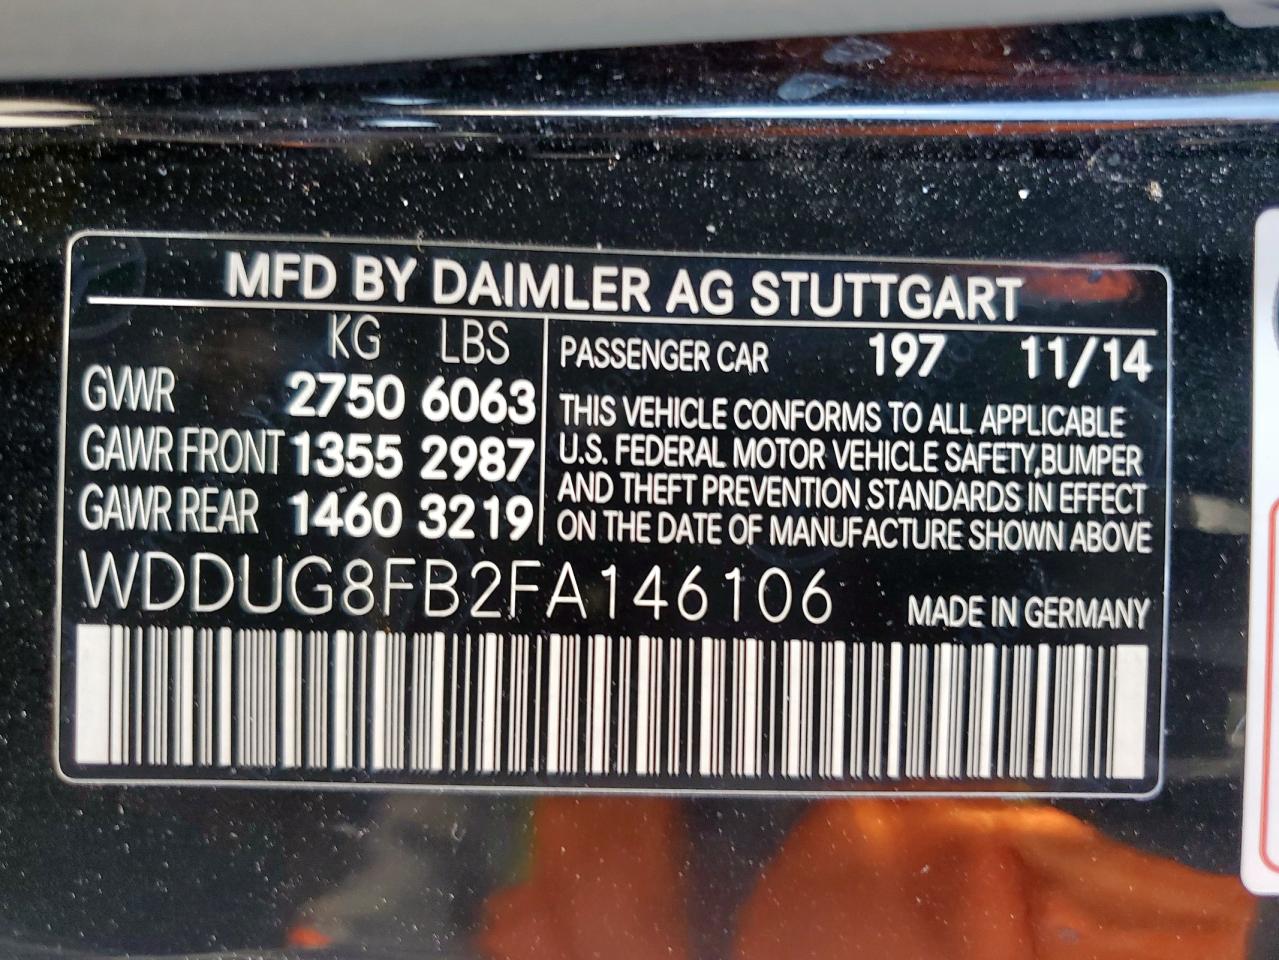 MFD BY DAIMLER AG STUTTGART
KG LBS
GVWR 2750 6063
GAWR FRONT 1355 2987
GAWR REAR 1460 3219
PASSENGER CAR 197 11/14
THIS VEHICLE CONFORMS TO ALL APPLICABLE
U.S. FEDERAL MOTOR VEHICLE SAFETY,BUMPER
AND THEFT PREVENTION STANDARDS IN EFFECT
ON THE DATE OF MANUFACTURE SHOWN ABOVE
WDDUG8FB2FA146106 MADE IN GERMANY